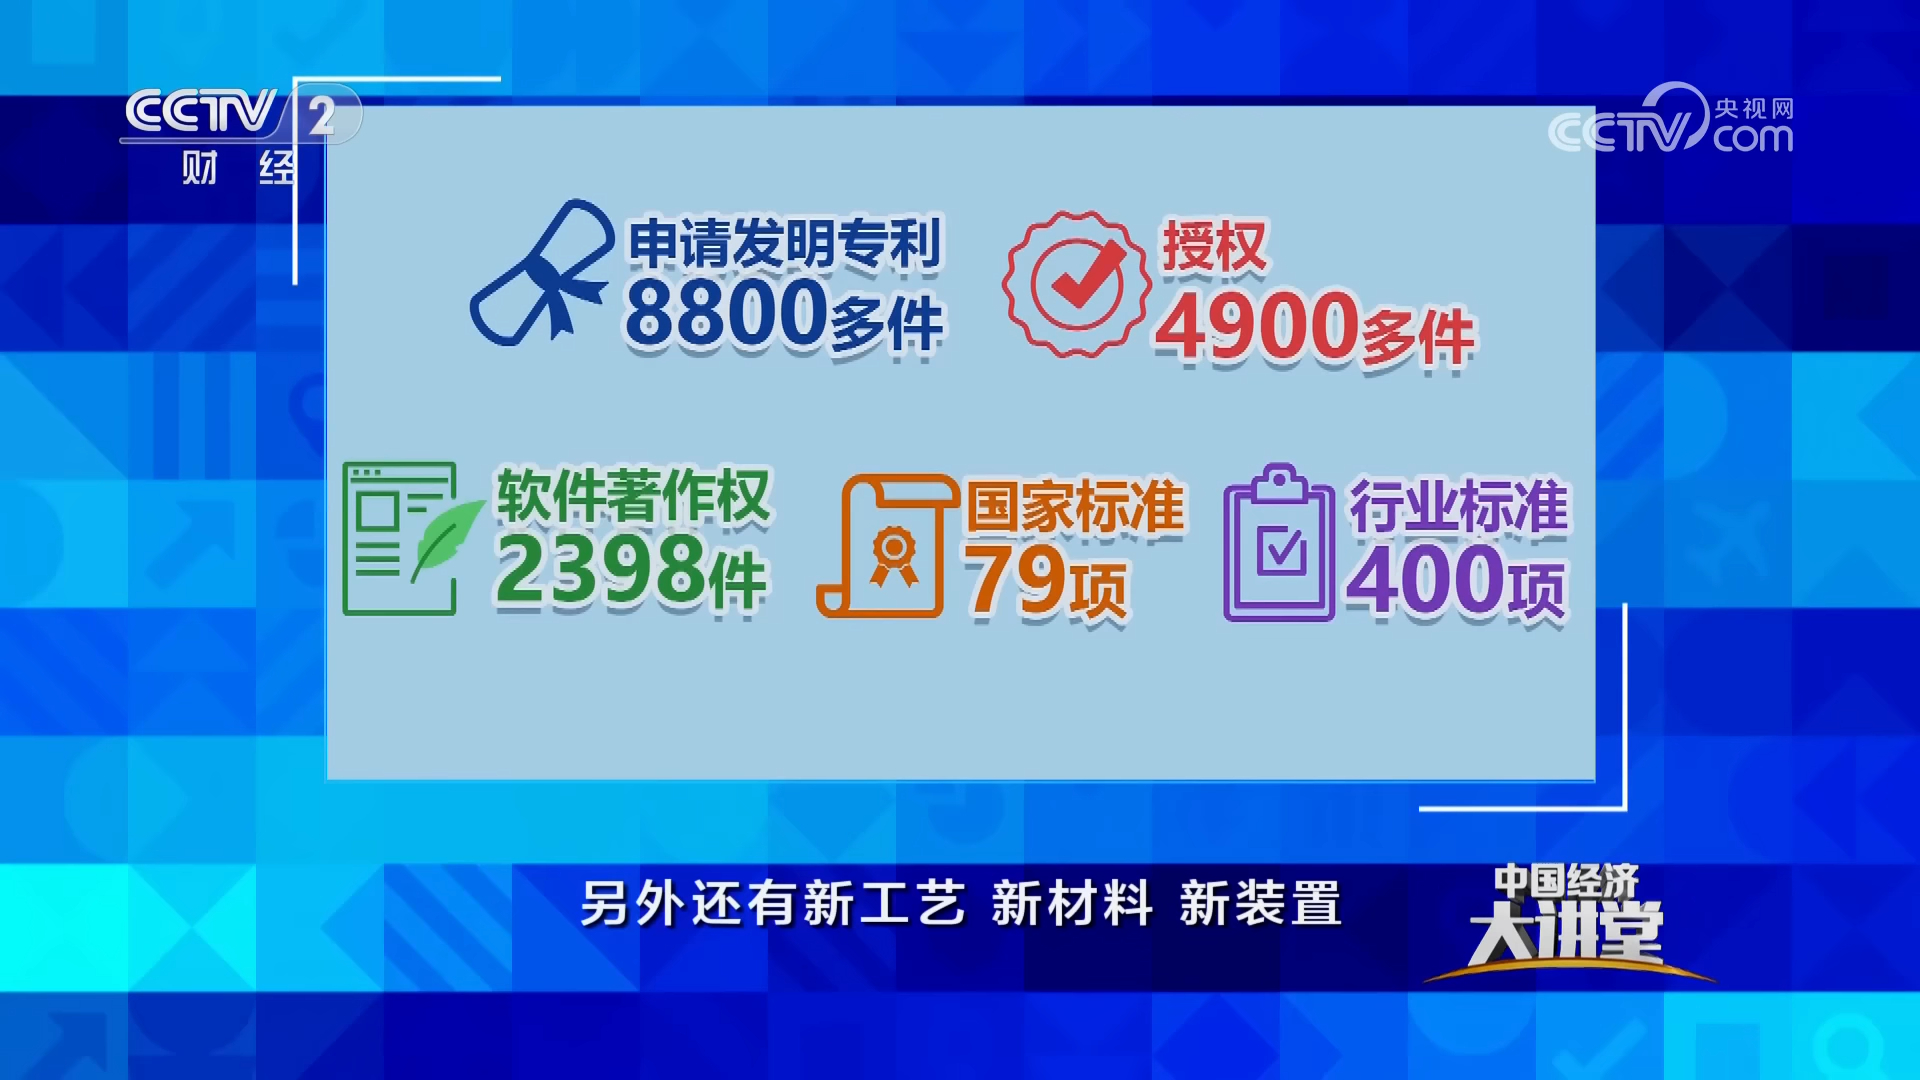 CCTV 2
财 经
央视网
CCTV.com
申请发明专利
8800多件
授权
4900多件
软件著作权
2398件
国家标准
79项
行业标准
400项
另外还有新工艺 新材料 新装置
中国经济
大讲堂